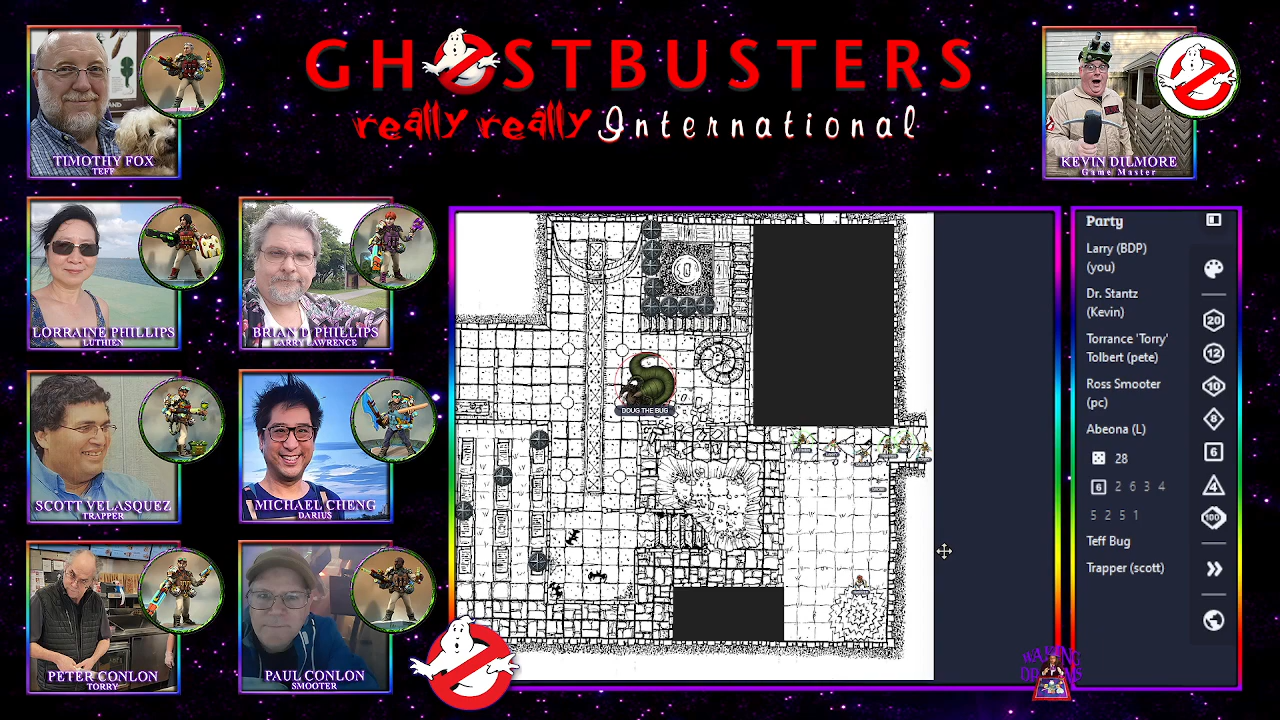 GHOSTBUSTERS
really really International
TIMOTHY FOX
TEFF
KEVIN DILMORE
Game Master
LORRAINE PHILLIPS
LUTHIEN
BRIAN D PHILLIPS
LARRY LAWRENCE
SCOTT VELASQUEZ
TRAPPER
MICHAEL CHENG
DARIUS
PETER CONLON
TORRY
PAUL CONLON
SMOOTER
DOUG THE BUG
Party
Larry (BDP)
(you)
Dr. Stantz
(Kevin)
Torrance 'Torry'
Tolbert (pete)
Ross Smooter
(pc)
Abeona (L)
28
6 2 6 3 4
5 2 5 1
Teff Bug
Trapper (scott)
20
12
10
8
6
4
100
WAKING
DREAMS